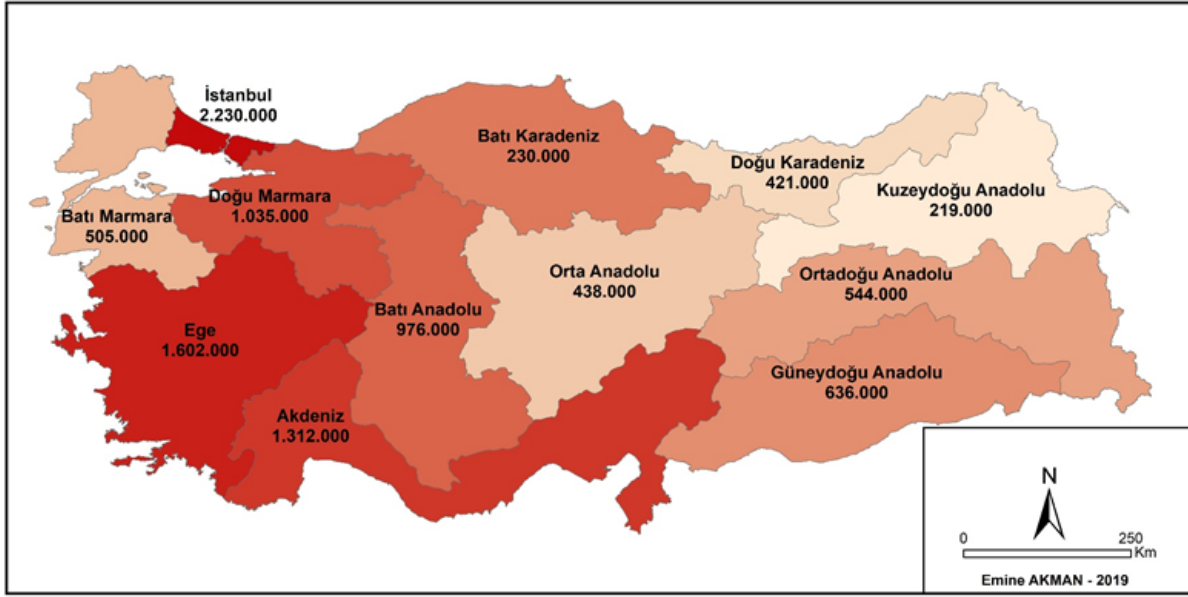 İstanbul
2.230.000
Batı Karadeniz
230.000
Doğu Karadeniz
421.000
Kuzeydoğu Anadolu
219.000
Doğu Marmara
1.035.000
Batı Marmara
505.000
Orta Anadolu
438.000
Ortadoğu Anadolu
544.000
Batı Anadolu
976.000
Ege
1.602.000
Güneydoğu Anadolu
636.000
Akdeniz
1.312.000
N
0 250
Km
Emine AKMAN - 2019